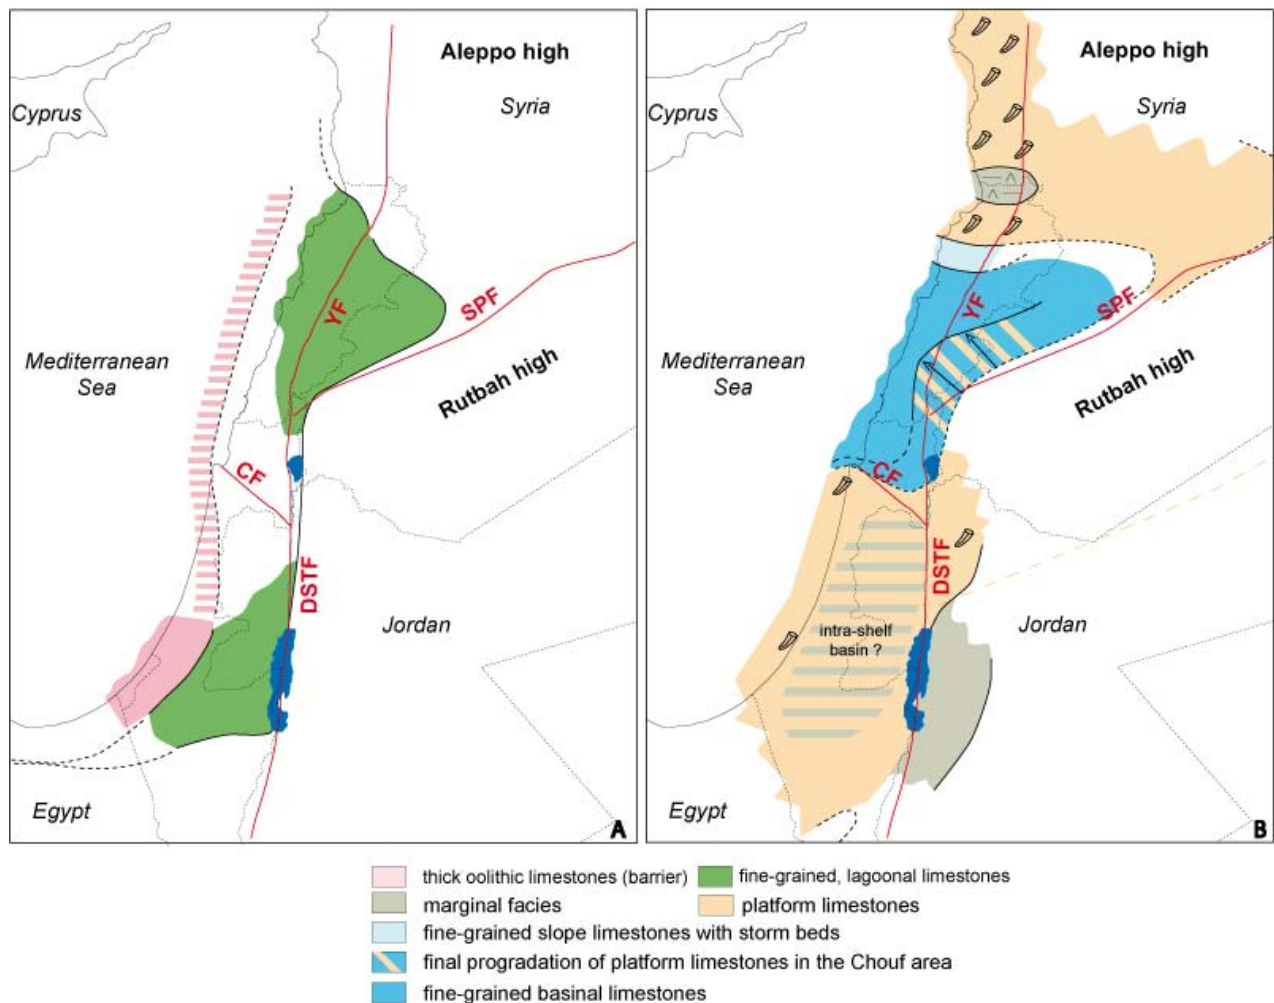 Aleppo high
Cyprus
Syria
YF
SPF
Mediterranean
Sea
Rutbah high
CF
DSTF
Jordan
Egypt
A
Aleppo high
Cyprus
Syria
YF
SPF
Mediterranean
Sea
Rutbah high
CF
DSTF
intra-shelf
basin ?
Jordan
Egypt
B
thick oolithic limestones (barrier)
fine-grained, lagoonal limestones
marginal facies
platform limestones
fine-grained slope limestones with storm beds
final progradation of platform limestones in the Chouf area
fine-grained basinal limestones